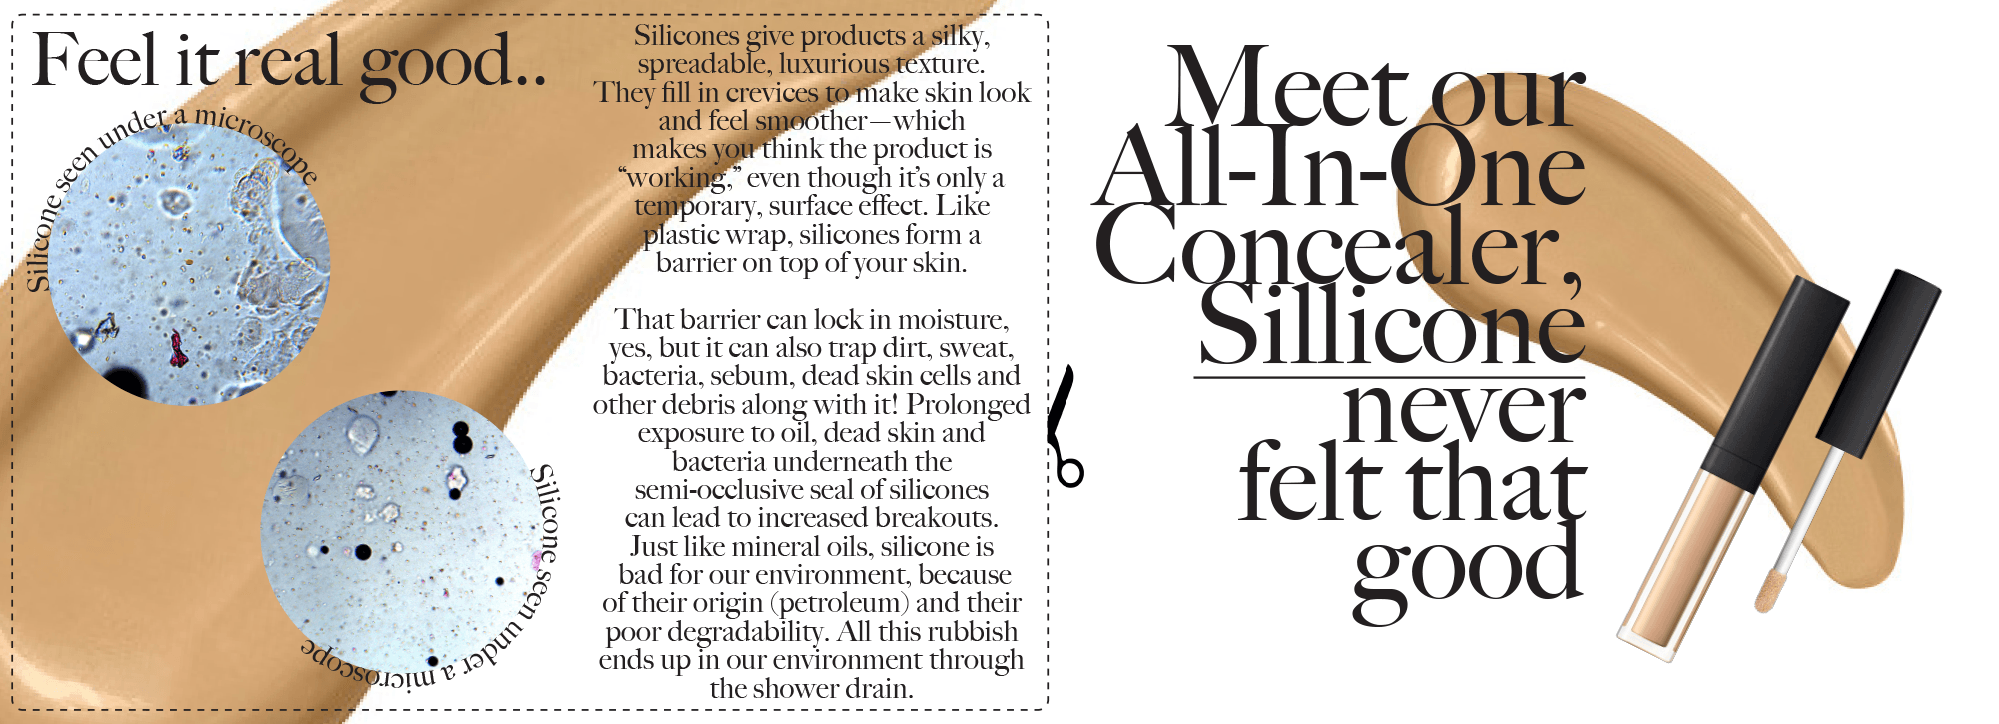 Feel it real good..
Silicone seen under a microscope
Silicone seen under a microscope
Silicones give products a silky,
spreadable, luxurious texture.
They fill in crevices to make skin look
and feel smoother—which
makes you think the product is
“working,” even though it’s only a
temporary, surface effect. Like
plastic wrap, silicones form a
barrier on top of your skin.
That barrier can lock in moisture,
yes, but it can also trap dirt, sweat,
bacteria, sebum, dead skin cells and
other debris along with it! Prolonged
exposure to oil, dead skin and
bacteria underneath the
semi-occlusive seal of silicones
can lead to increased breakouts.
Just like mineral oils, silicone is
bad for our environment, because
of their origin (petroleum) and their
poor degradability. All this rubbish
ends up in our environment through
the shower drain.
Meet our
All-In-One
Concealer,
Sillicone
never
felt that
good